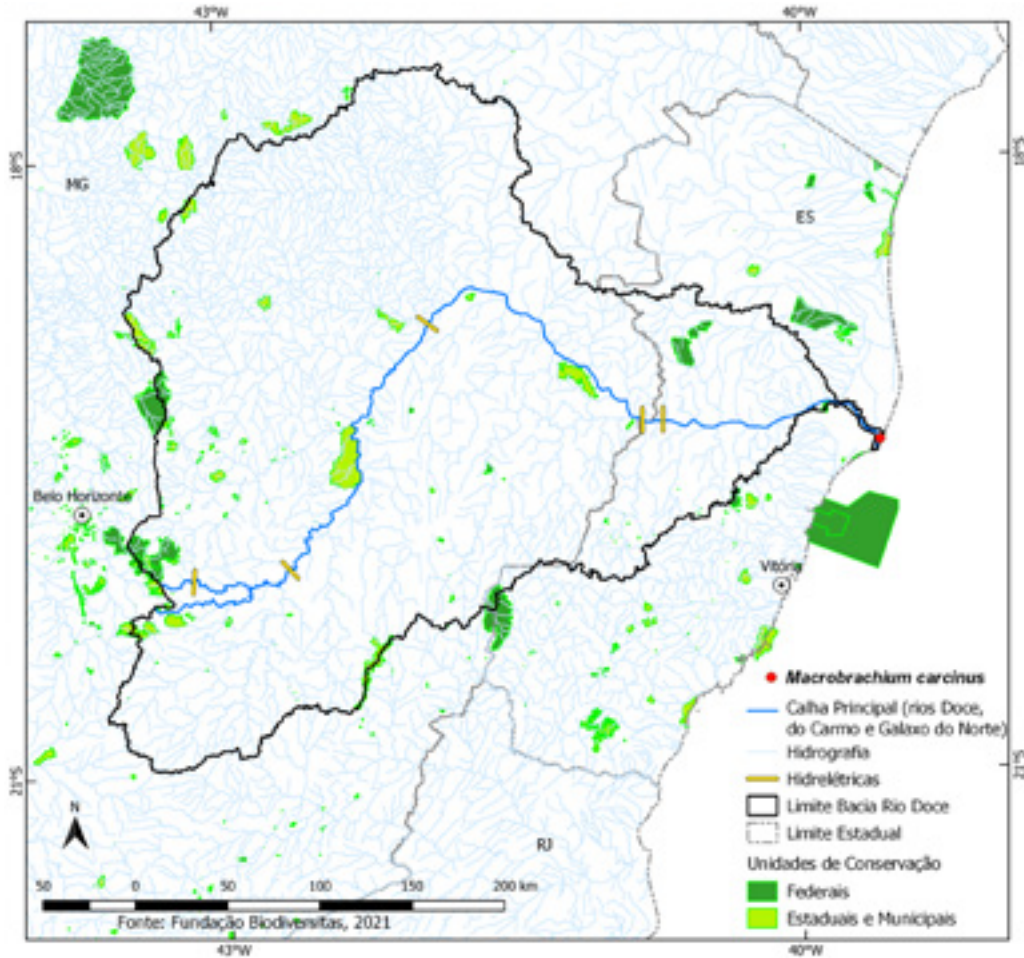 43°W
40°W
18°S
18°S
MG
ES
Belo Horizonte
Vitória
Macrobrachium carcinus
Calha Principal (rios Doce,
do Carmo e Galaxo do Norte)
Hidrografia
21°S
21°S
Hidrelétricas
N
Limite Bacia Rio Doce
Limite Estadual
RJ
Unidades de Conservação
50 0 50 100 150 200 km
Federais
Fonte: Fundação Biodiversitas, 2021
Estaduais e Municipais
43°W
40°W